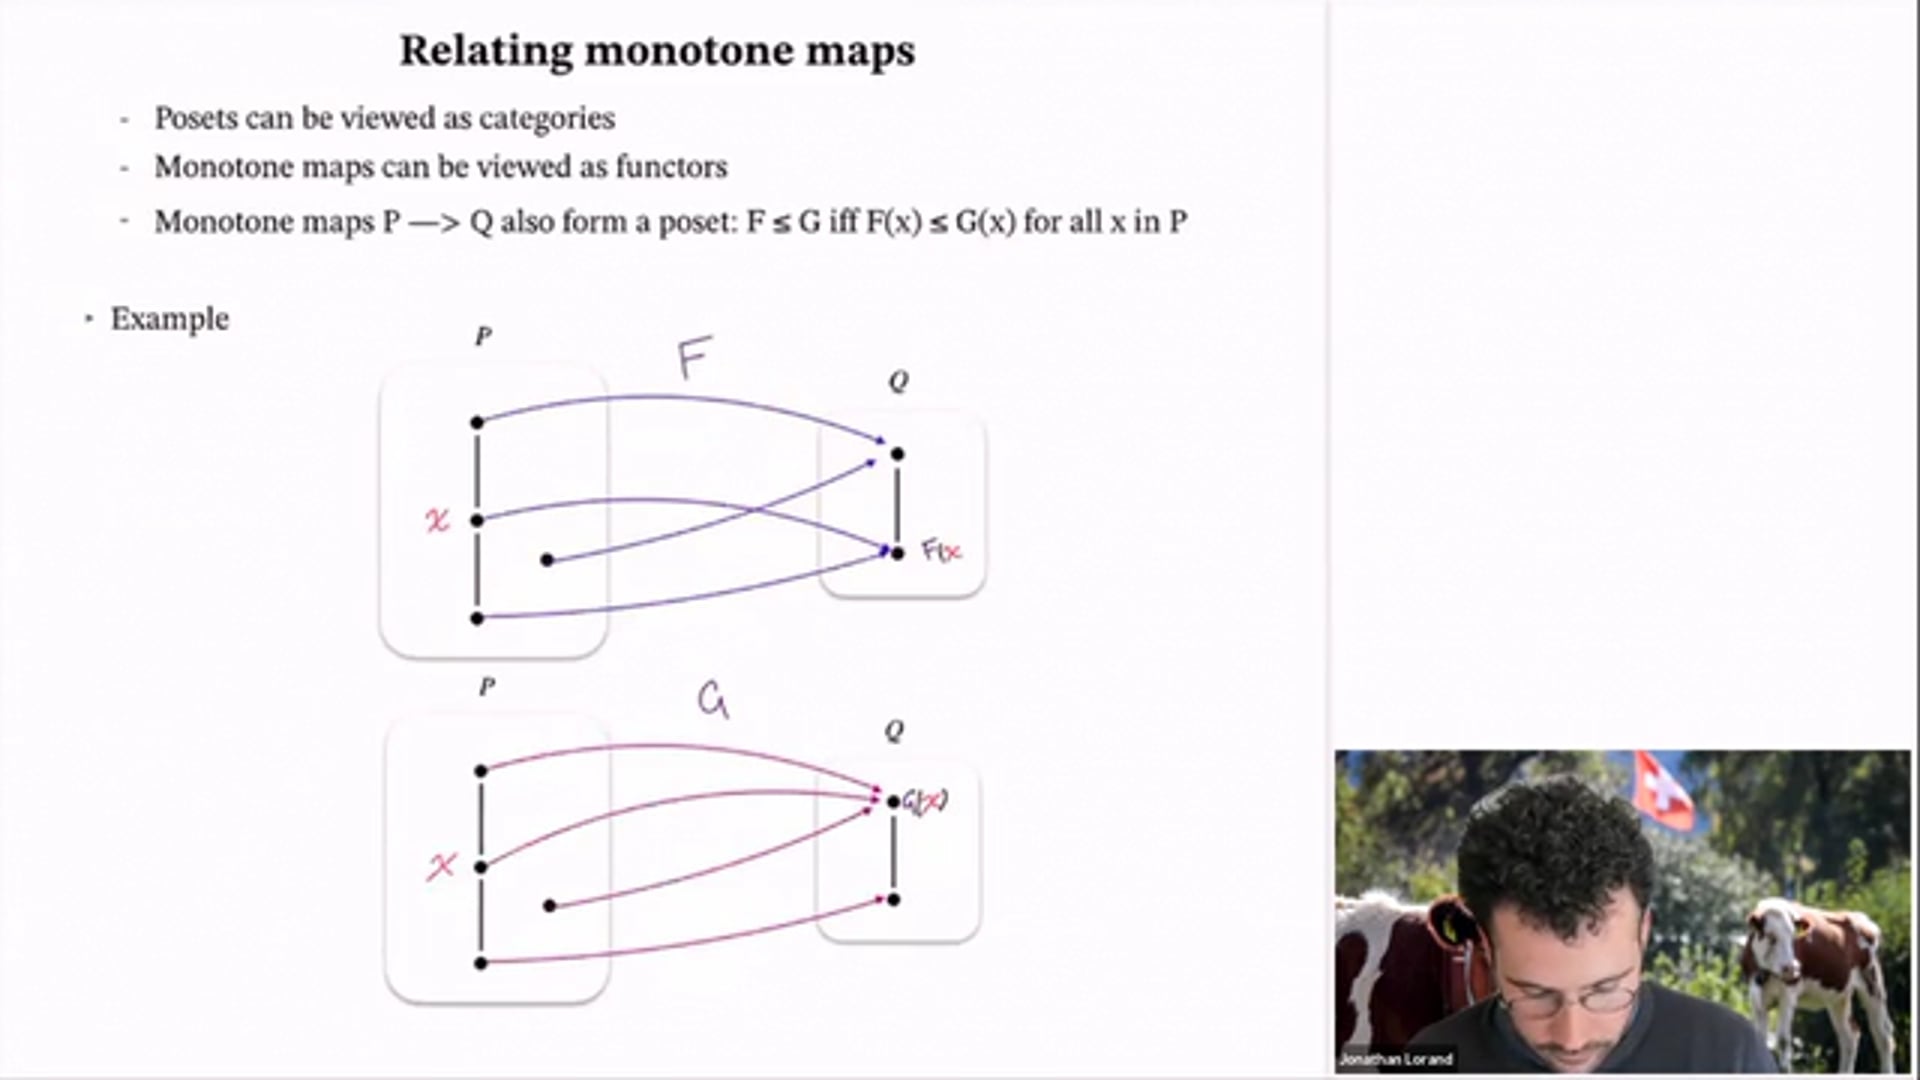 Relating monotone maps
- Posets can be viewed as categories
- Monotone maps can be viewed as functors
- Monotone maps P —> Q also form a poset: F ≤ G iff F(x) ≤ G(x) for all x in P
‣ Example
P
F
Q
x
F(x
P
G
Q
G(x)
x
Jonathan Lorand